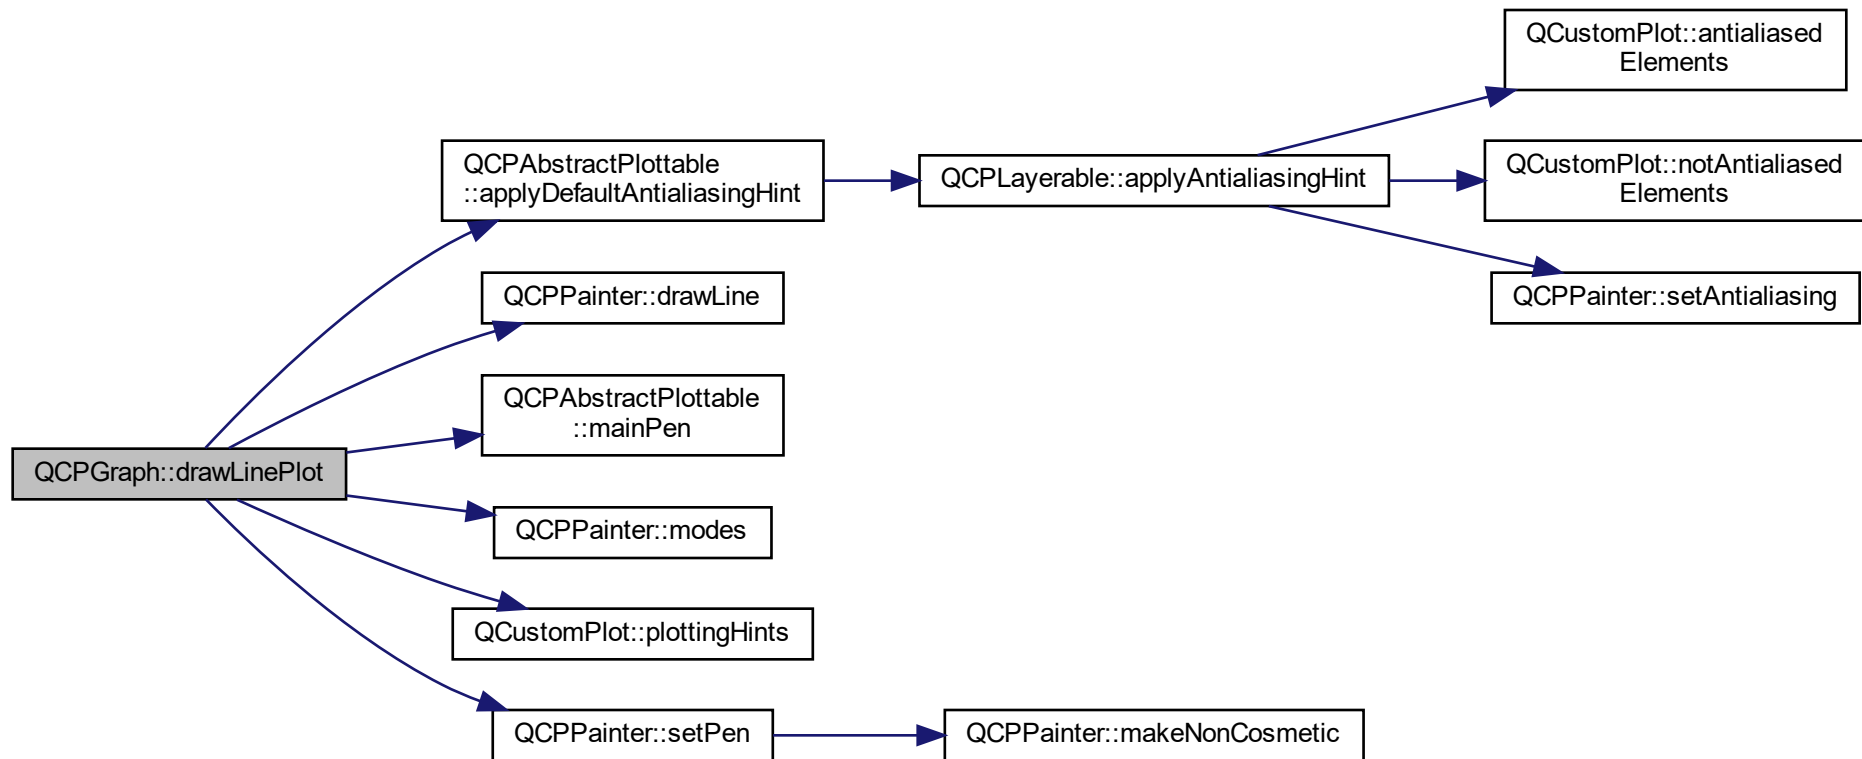 QCPGraph::drawLinePlot
QCPAbstractPlottable
::applyDefaultAntialiasingHint
QCPLayerable::applyAntialiasingHint
QCustomPlot::antialiased
Elements
QCustomPlot::notAntialiased
Elements
QCPPainter::setAntialiasing
QCPPainter::drawLine
QCPAbstractPlottable
::mainPen
QCPPainter::modes
QCustomPlot::plottingHints
QCPPainter::setPen
QCPPainter::makeNonCosmetic